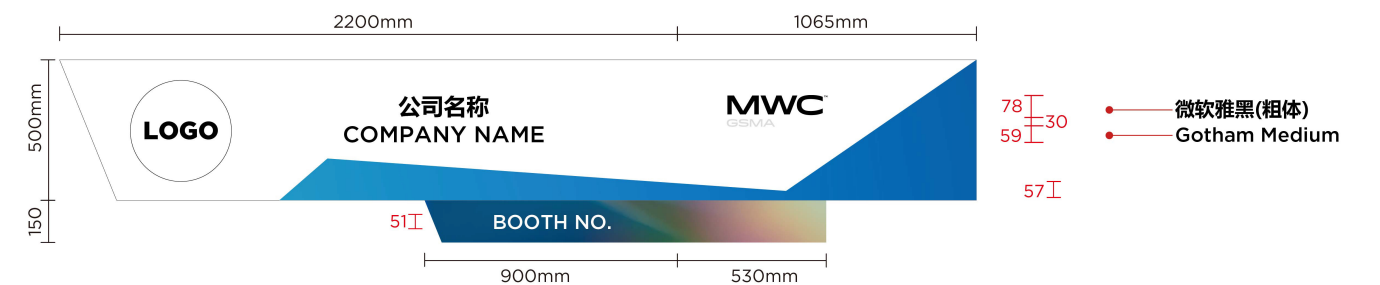 2200mm
1065mm
500mm
LOGO
公司名称
COMPANY NAME
MWC™
GSMA
78
30
59
微软雅黑(粗体)
Gotham Medium
57
150
51
BOOTH NO.
900mm
530mm